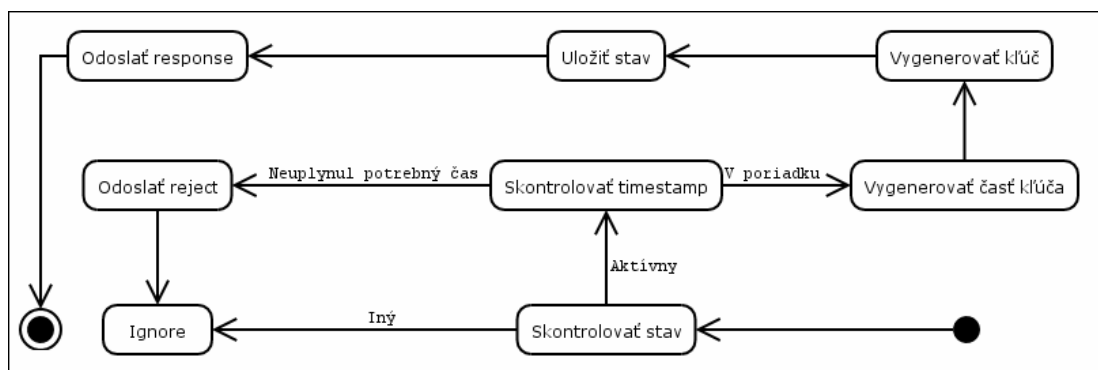 Odoslať response
Uložiť stav
Vygenerovať kľúč
Odoslať reject
Neuplynul potrebný čas
Skontrolovať timestamp
V poriadku
Vygenerovať časť kľúča
Aktívny
Ignore
Iný
Skontrolovať stav